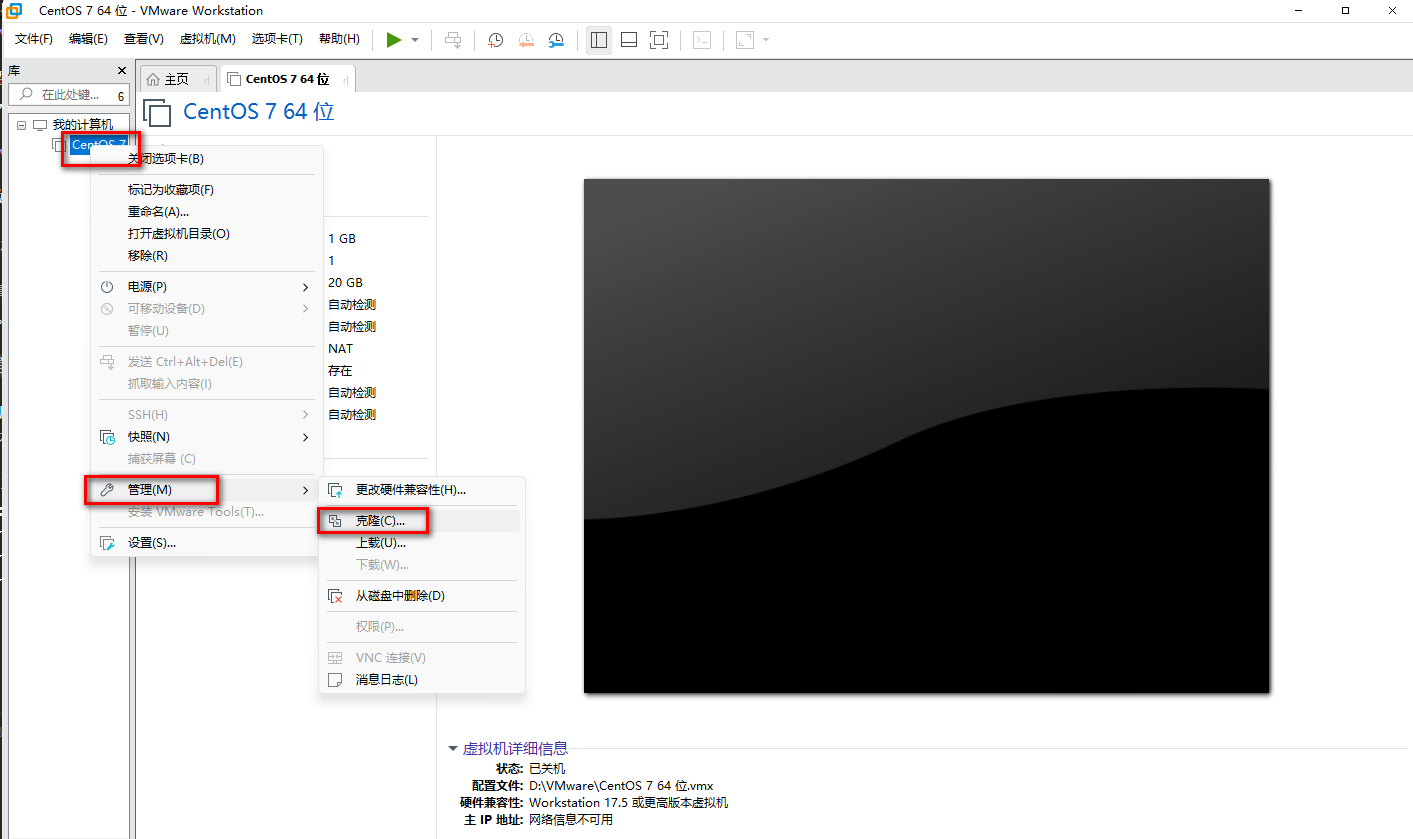 CentOS 7 64 位 - VMware Workstation
文件(F) 编辑(E) 查看(V) 虚拟机(M) 选项卡(T) 帮助(H)
库
在此处键... 6
主页
CentOS 7 64 位
CentOS 7 64 位
我的计算机
CentOS 7
关闭选项卡(B)
标记为收藏项(F)
重命名(A)...
打开虚拟机目录(O)
移除(R)
电源(P)
可移动设备(D)
暂停(U)
发送 Ctrl+Alt+Del(E)
抓取输入内容(I)
SSH(H)
快照(N)
捕获屏幕 (C)
管理(M)
安装 VMware Tools(T)...
设置(S)...
1 GB
1
20 GB
自动检测
自动检测
NAT
存在
自动检测
自动检测
更改硬件兼容性(H)...
克隆(C)...
上载(U)...
下载(W)...
从磁盘中删除(D)
权限(P)...
VNC 连接(V)
消息日志(L)
虚拟机详细信息
状态: 已关机
配置文件: D:\VMware\CentOS 7 64 位.vmx
硬件兼容性: Workstation 17.5 或更高版本虚拟机
主 IP 地址: 网络信息不可用